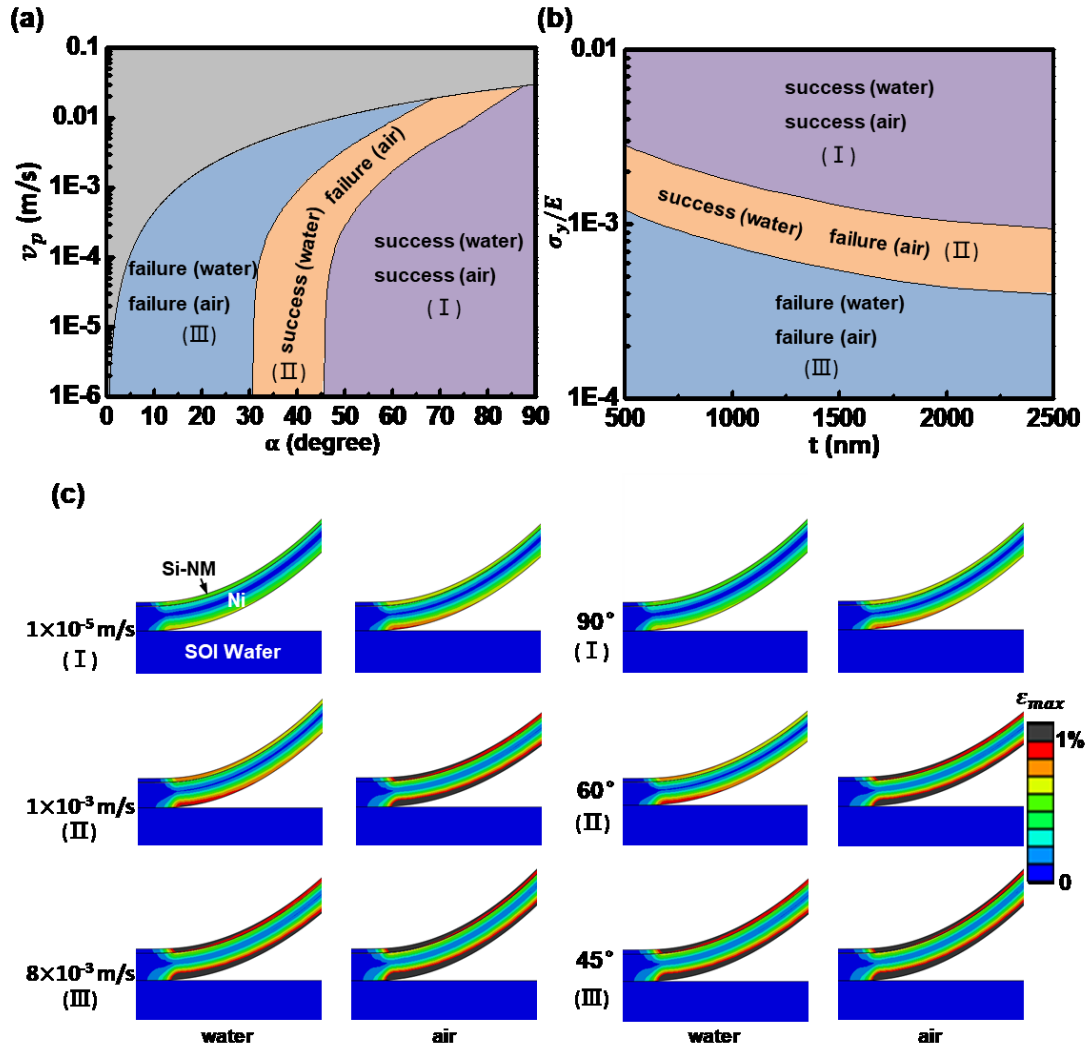 (a)
0.1
0.01
1E-3
1E-4
1E-5
1E-6
v_p (m/s)
failure (water)
failure (air)
(Ⅲ)
success (water)
failure (air)
(Ⅱ)
success (water)
success (air)
(Ⅰ)
0 10 20 30 40 50 60 70 80 90
α (degree)
(b)
0.01
1E-3
1E-4
σ_y/E
success (water)
success (air)
(Ⅰ)
success (water) failure (air) (Ⅱ)
failure (water)
failure (air)
(Ⅲ)
500 1000 1500 2000 2500
t (nm)
(c)
Si-NM
Ni
SOI Wafer
1×10⁻⁵ m/s
(Ⅰ)
90°
(Ⅰ)
1×10⁻³ m/s
(Ⅱ)
60°
(Ⅱ)
ε_max
1%
0
8×10⁻³ m/s
(Ⅲ)
45°
(Ⅲ)
water air water air